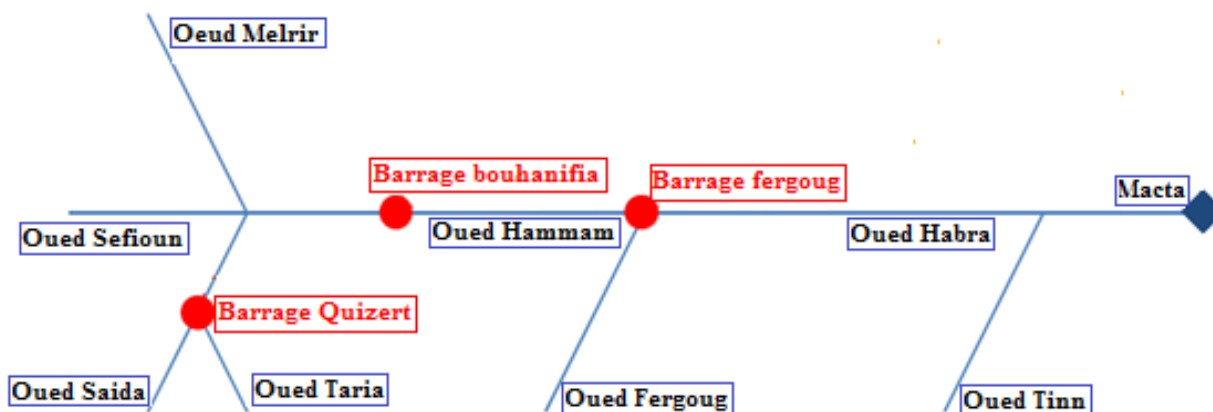 Oeud Melrir
Barrage bouhanifia
Barrage fergoug
Macta
Oued Sefioun
Oued Hammam
Oued Habra
Barrage Quizert
Oued Saida
Oued Taria
Oued Fergoug
Oued Tinn